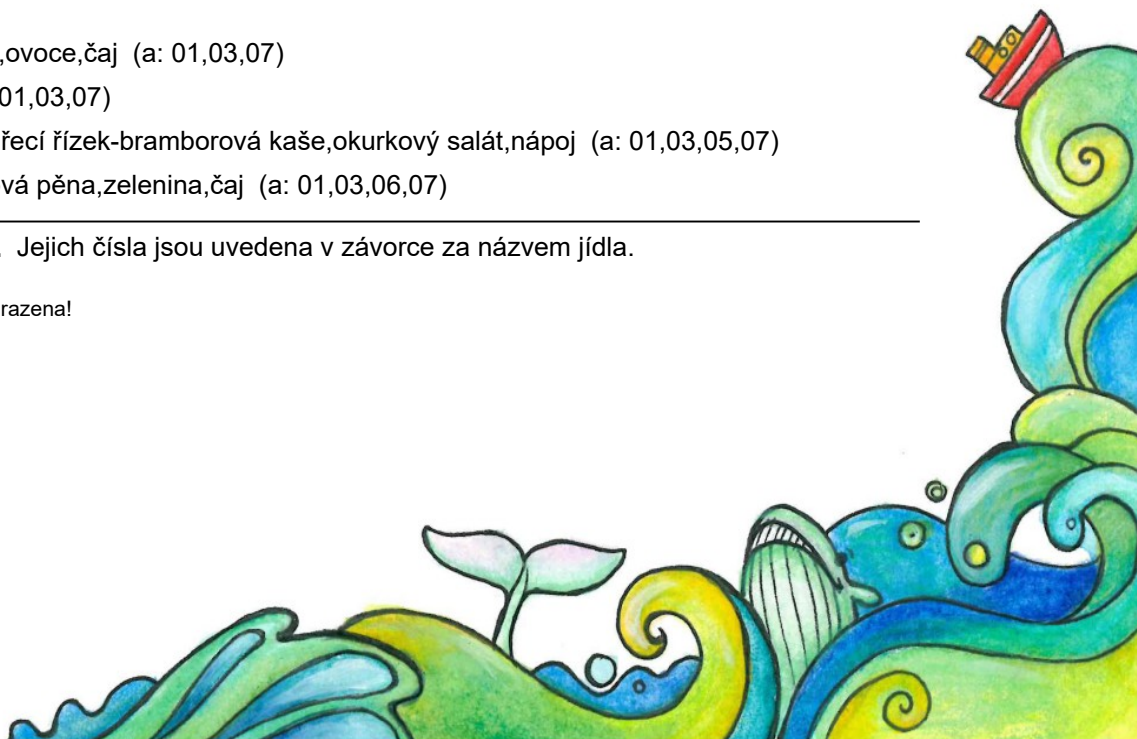 ,ovoce,čaj (a: 01,03,07)
01,03,07)
řecí řízek-bramborová kaše,okurkový salát,nápoj (a: 01,03,05,07)
vá pěna,zelenina,čaj (a: 01,03,06,07)
. Jejich čísla jsou uvedena v závorce za názvem jídla.
razena!